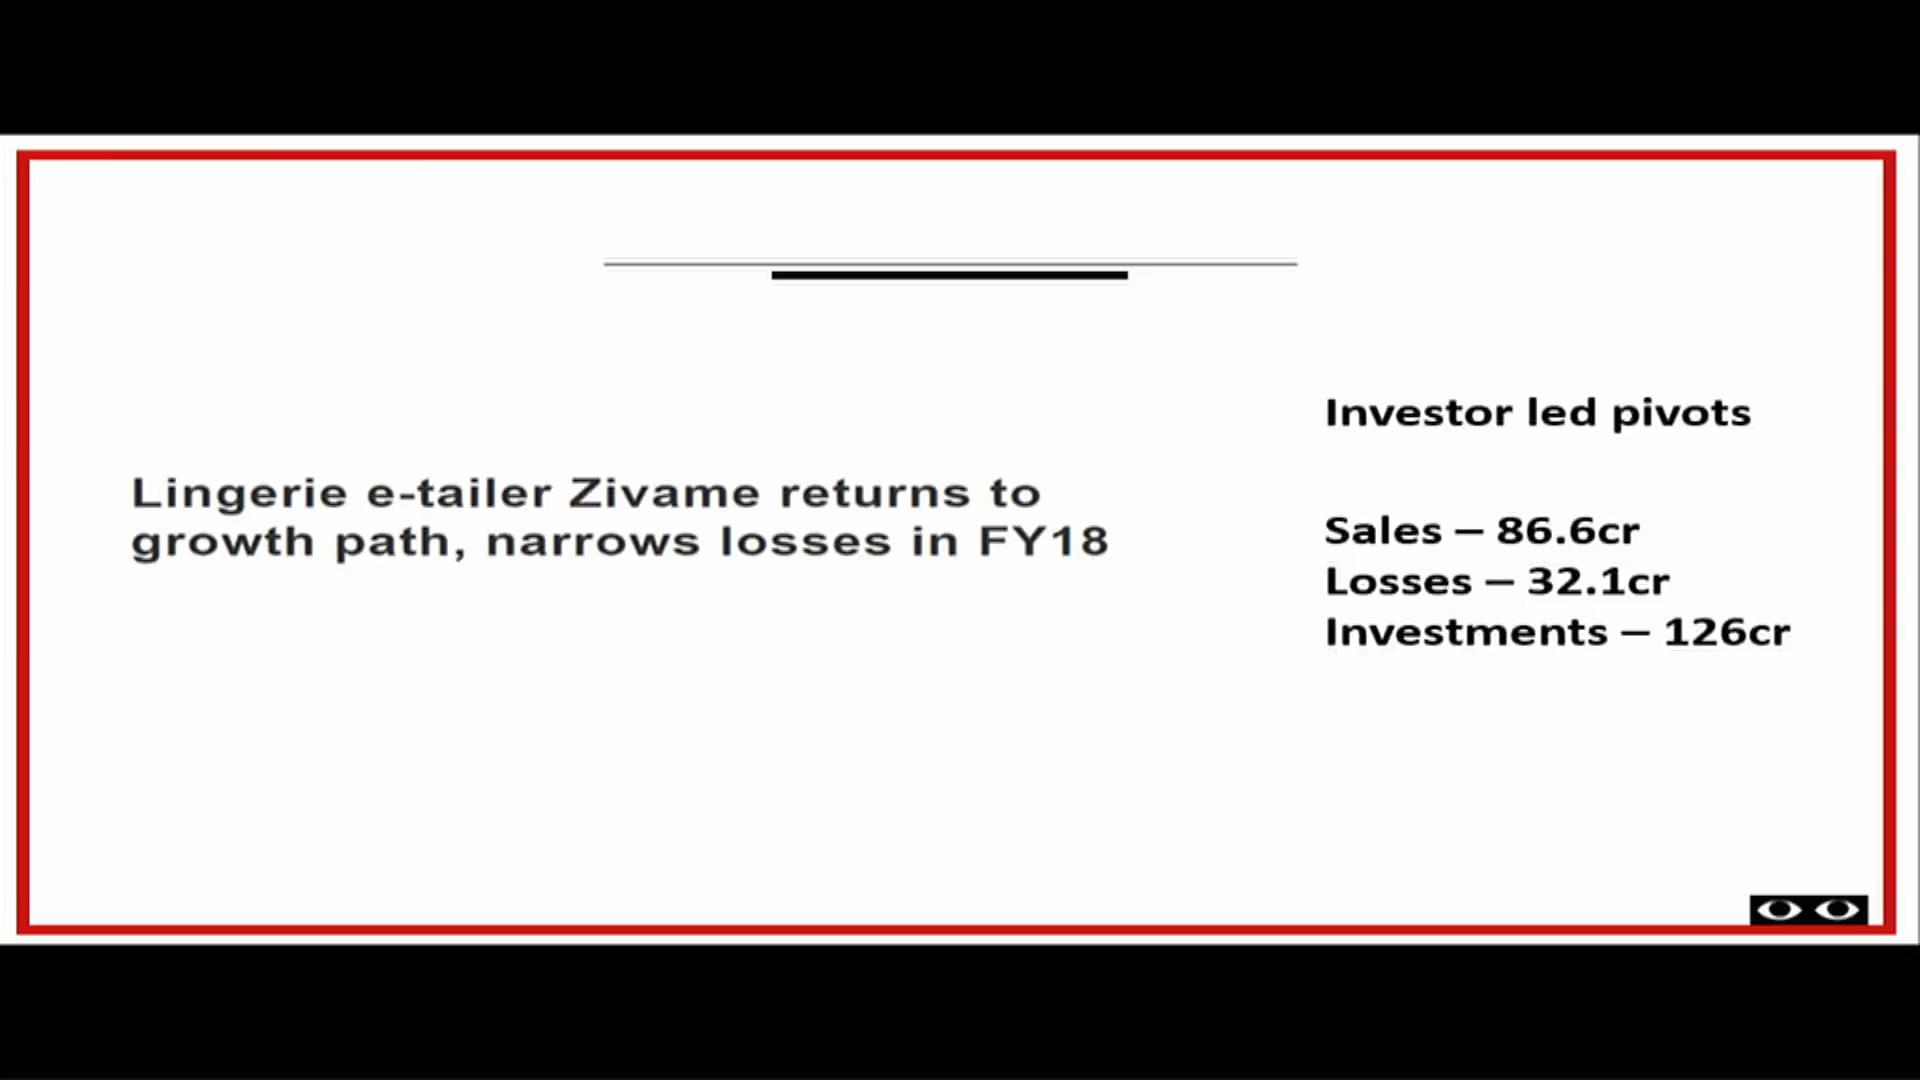 Lingerie e-tailer Zivame returns to
growth path, narrows losses in FY18
Investor led pivots
Sales – 86.6cr
Losses – 32.1cr
Investments – 126cr